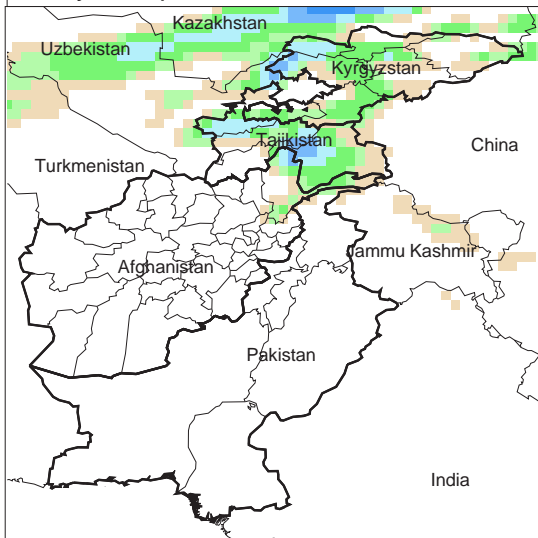 Kazakhstan
Uzbekistan
Kyrgyzstan
Tajikistan
China
Turkmenistan
Jammu Kashmir
Afghanistan
Pakistan
India